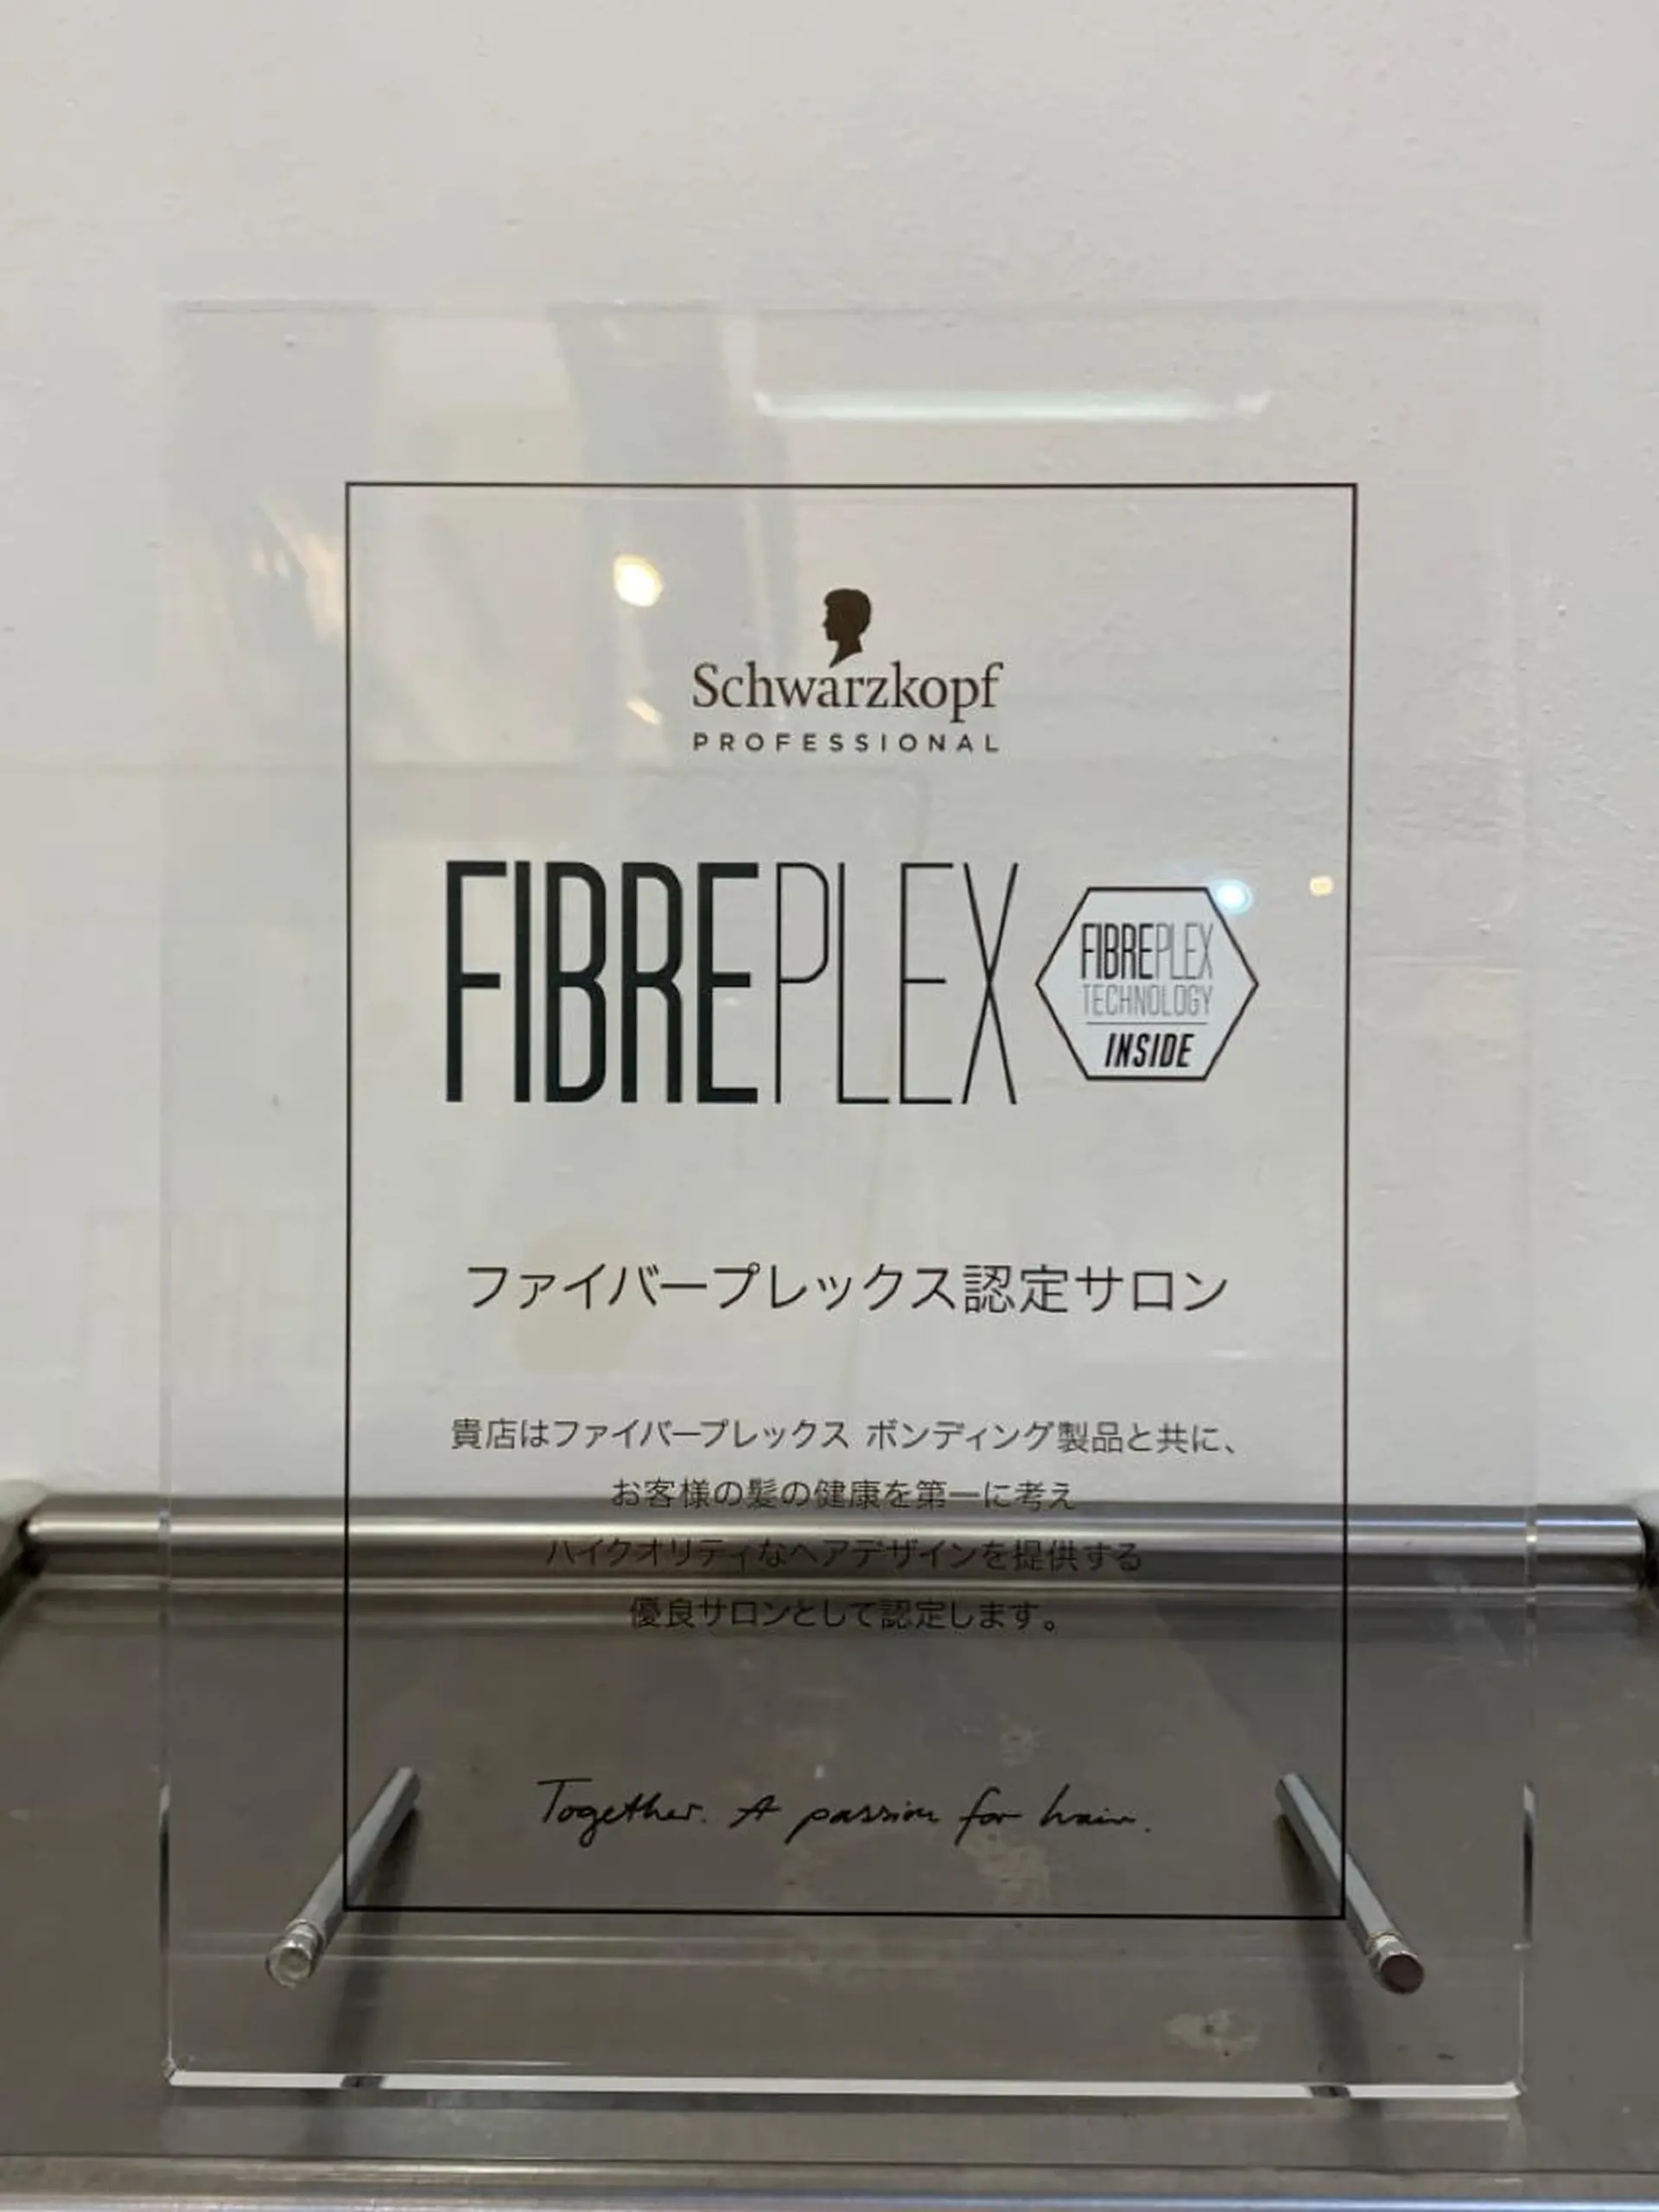 Schwarzkopf
PROFESSIONAL
FIBREPLEX
FIBREPLEX
TECHNOLOGY
INSIDE
ファイバープレックス認定サロン
貴店はファイバープレックス ボンディング製品と共に、
お客様の髪の健康を第一に考え
ハイクオリティなヘアデザインを提供する
優良サロンとして認定します。
Together. A passion for hair.